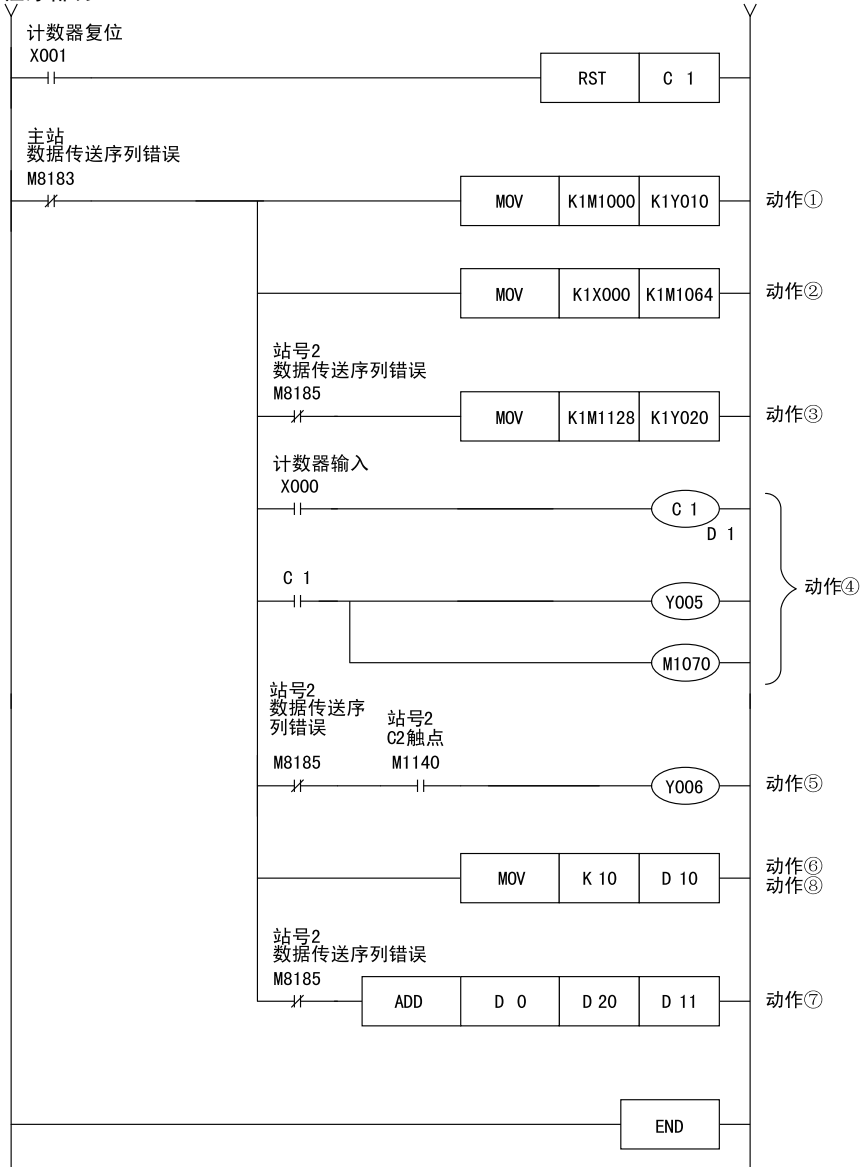 计数器复位
X001
RST C 1
主站
数据传送序列错误
M8183
MOV K1M1000 K1Y010 动作①
MOV K1X000 K1M1064 动作②
站号2
数据传送序列错误
M8185
MOV K1M1128 K1Y020 动作③
计数器输入
X000
C 1
D 1
动作④
C 1
Y005
M1070
站号2
数据传送序
列错误
M8185
站号2
C2触点
M1140
Y006 动作⑤
MOV K 10 D 10 动作⑥
动作⑧
站号2
数据传送序列错误
M8185
ADD D 0 D 20 D 11 动作⑦
END